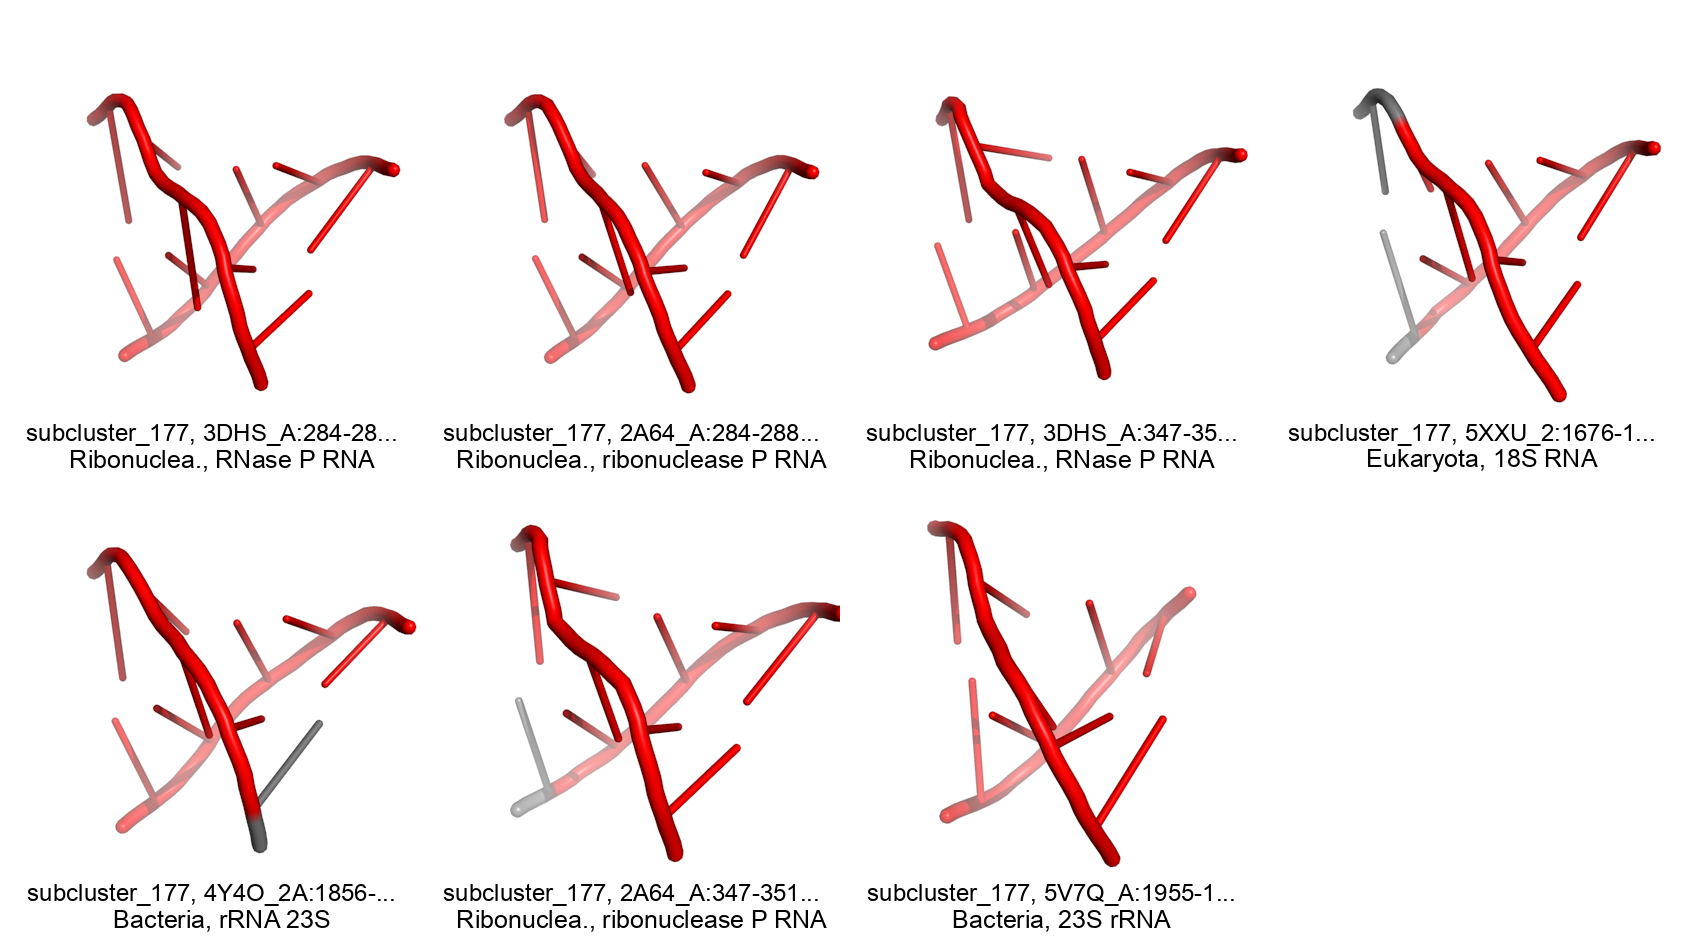 subcluster_177, 3DHS_A:284-28...
Ribonuclea., RNase P RNA
subcluster_177, 2A64_A:284-288...
Ribonuclea., ribonuclease P RNA
subcluster_177, 3DHS_A:347-35...
Ribonuclea., RNase P RNA
subcluster_177, 5XXU_2:1676-1...
Eukaryota, 18S RNA
subcluster_177, 4Y4O_2A:1856-...
Bacteria, rRNA 23S
subcluster_177, 2A64_A:347-351...
Ribonuclea., ribonuclease P RNA
subcluster_177, 5V7Q_A:1955-1...
Bacteria, 23S rRNA